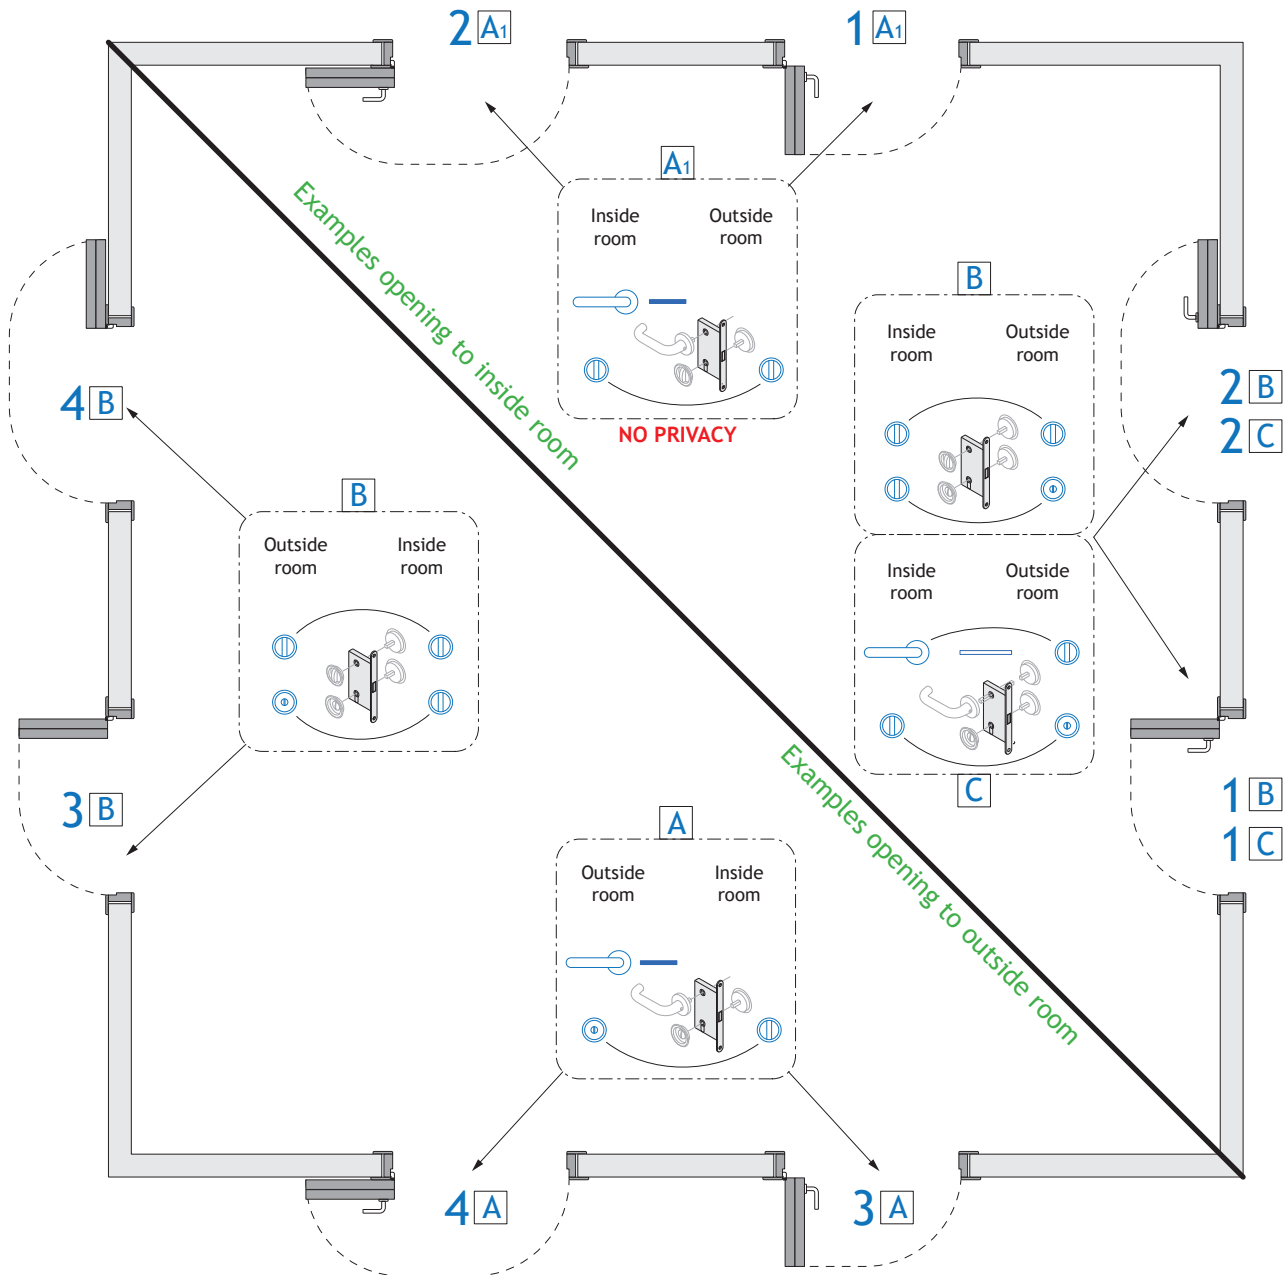 2 A1
1 A1
A1
Inside
room
Outside
room
NO PRIVACY
Examples opening to inside room
B
Inside
room
Outside
room
2 B
2 C
4 B
B
Outside
room
Inside
room
Inside
room
Outside
room
C
Examples opening to outside room
3 B
1 B
1 C
A
Outside
room
Inside
room
4 A
3 A